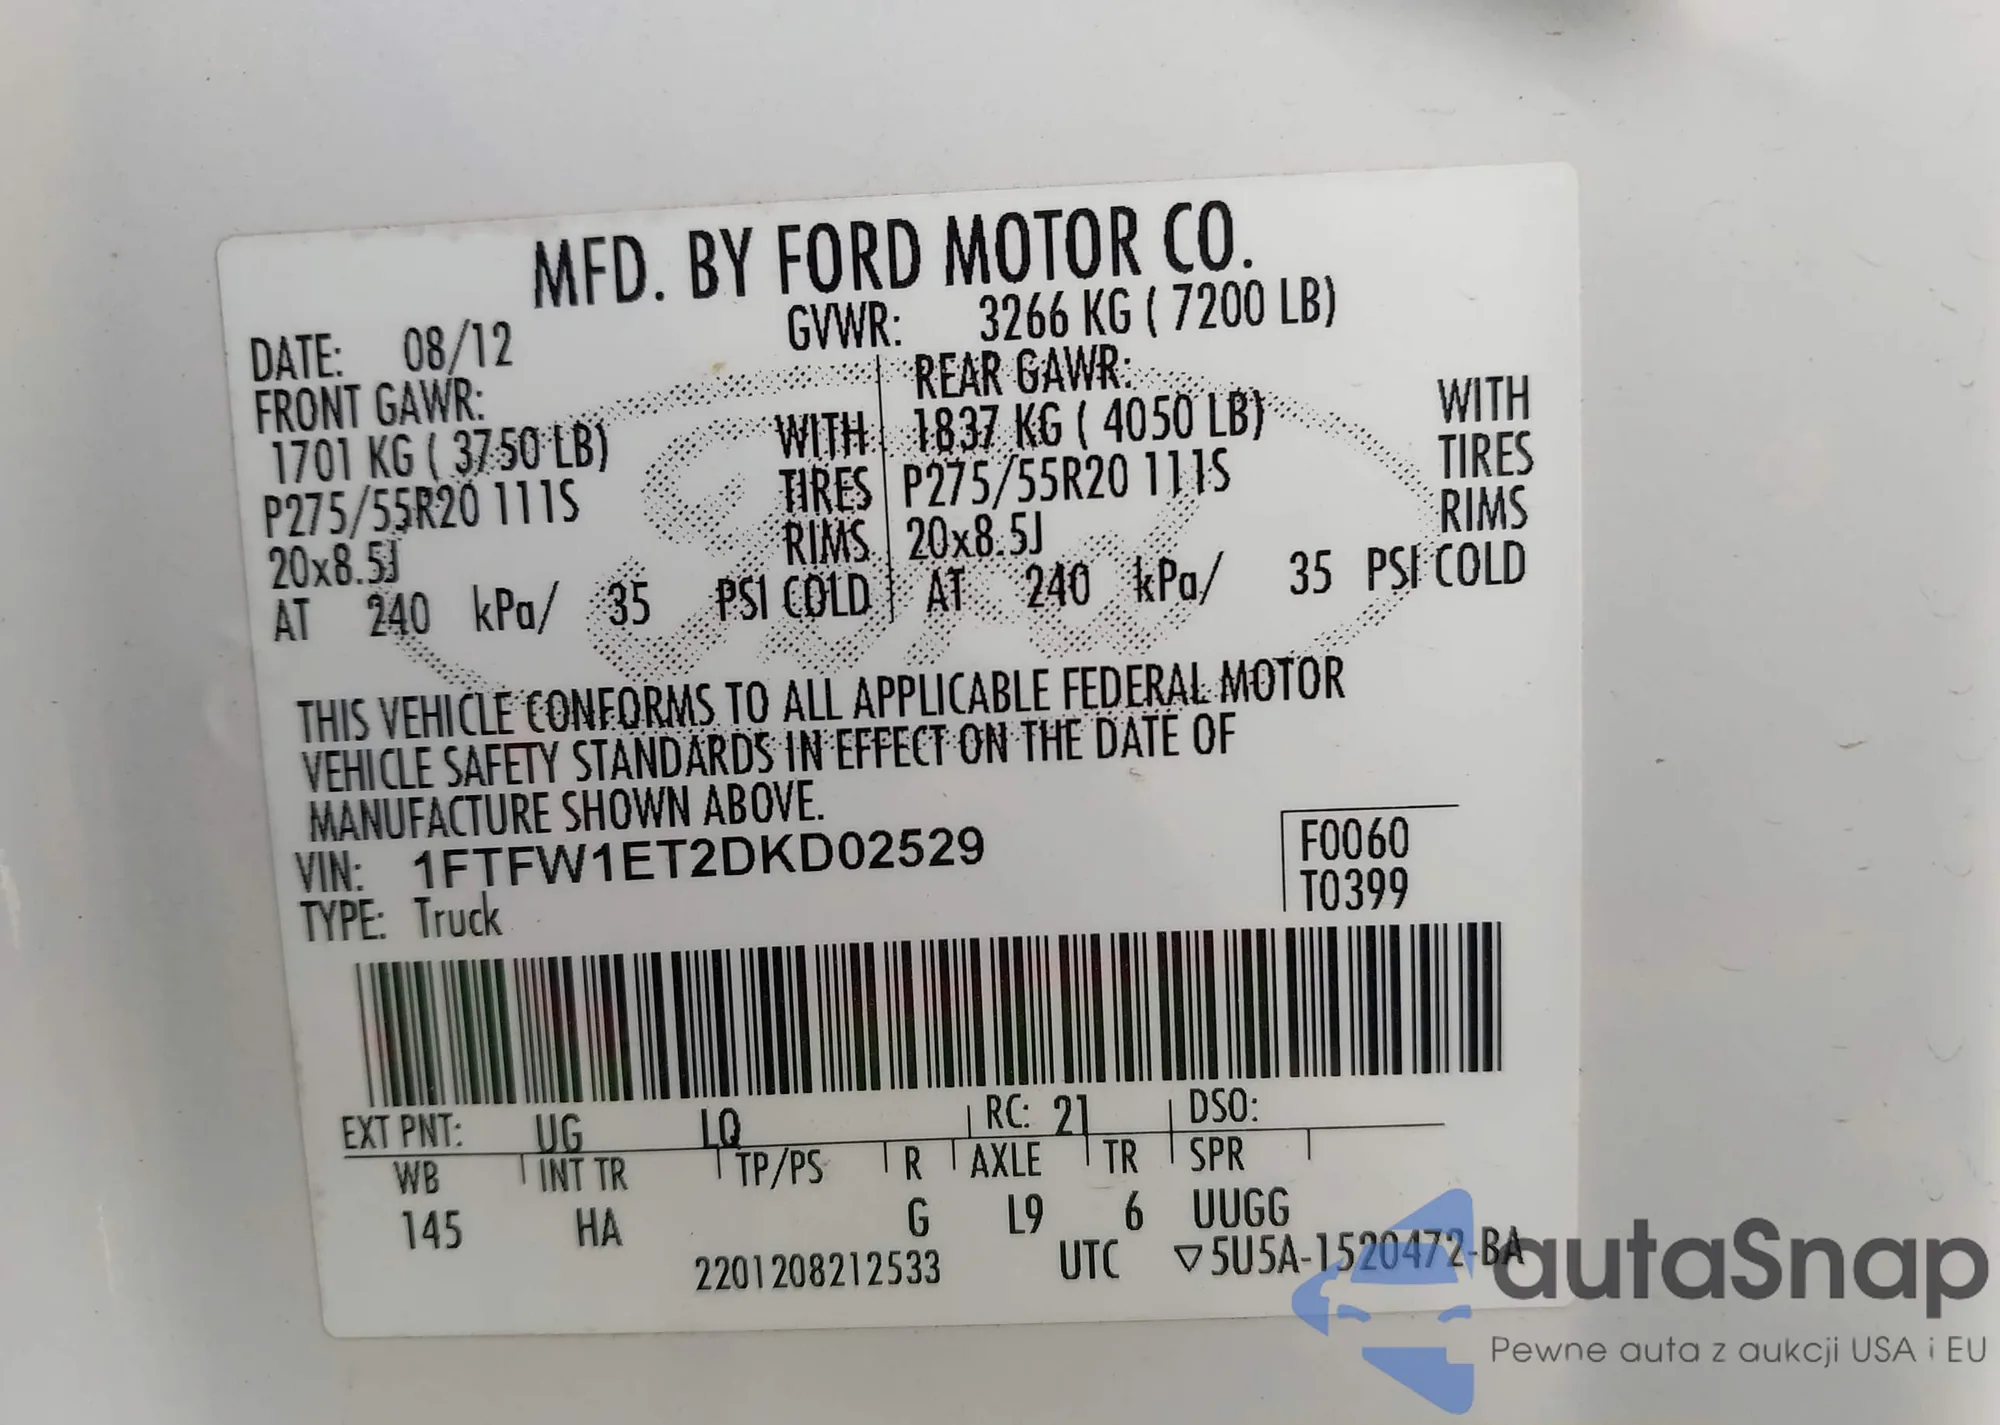 MFD. BY FORD MOTOR CO.
DATE: 08/12 GVWR: 3266 KG ( 7200 LB)
FRONT GAWR: REAR GAWR:
1701 KG ( 3750 LB) WITH 1837 KG ( 4050 LB) WITH
P275/55R20 111S TIRES P275/55R20 111S TIRES
20x8.5J RIMS 20x8.5J RIMS
AT 240 kPa/ 35 PSI COLD AT 240 kPa/ 35 PSI COLD
THIS VEHICLE CONFORMS TO ALL APPLICABLE FEDERAL MOTOR
VEHICLE SAFETY STANDARDS IN EFFECT ON THE DATE OF
MANUFACTURE SHOWN ABOVE.
VIN: 1FTFW1ET2DKD02529 F0060
TYPE: Truck T0399
EXT PNT: UG LQ RC: 21 DSO:
WB INT TR TP/PS R AXLE TR SPR
145 HA G L9 6 UUGG
2201208212533 UTC ▽5U5A-1520472-BA
autaSnap
Pewne auta z aukcji USA i EU